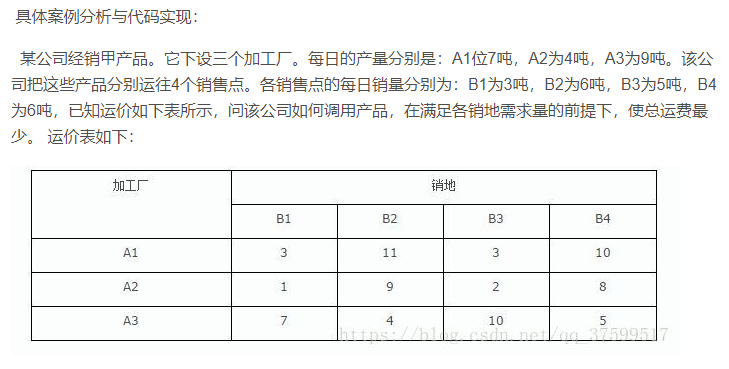 具体案例分析与代码实现：
某公司经销甲产品。它下设三个加工厂。每日的产量分别是：A1位7吨，A2为4吨，A3为9吨。该公
司把这些产品分别运往4个销售点。各销售点的每日销量分别为：B1为3吨，B2为6吨，B3为5吨，B4
为6吨，已知运价如下表所示，问该公司如何调用产品，在满足各销地需求量的前提下，使总运费最
少。 运价表如下：
加工厂 销地
B1 B2 B3 B4
A1 3 11 3 10
A2 1 9 2 8
A3 7 4 10 5
https://blog.csdn.net/qq_37599517